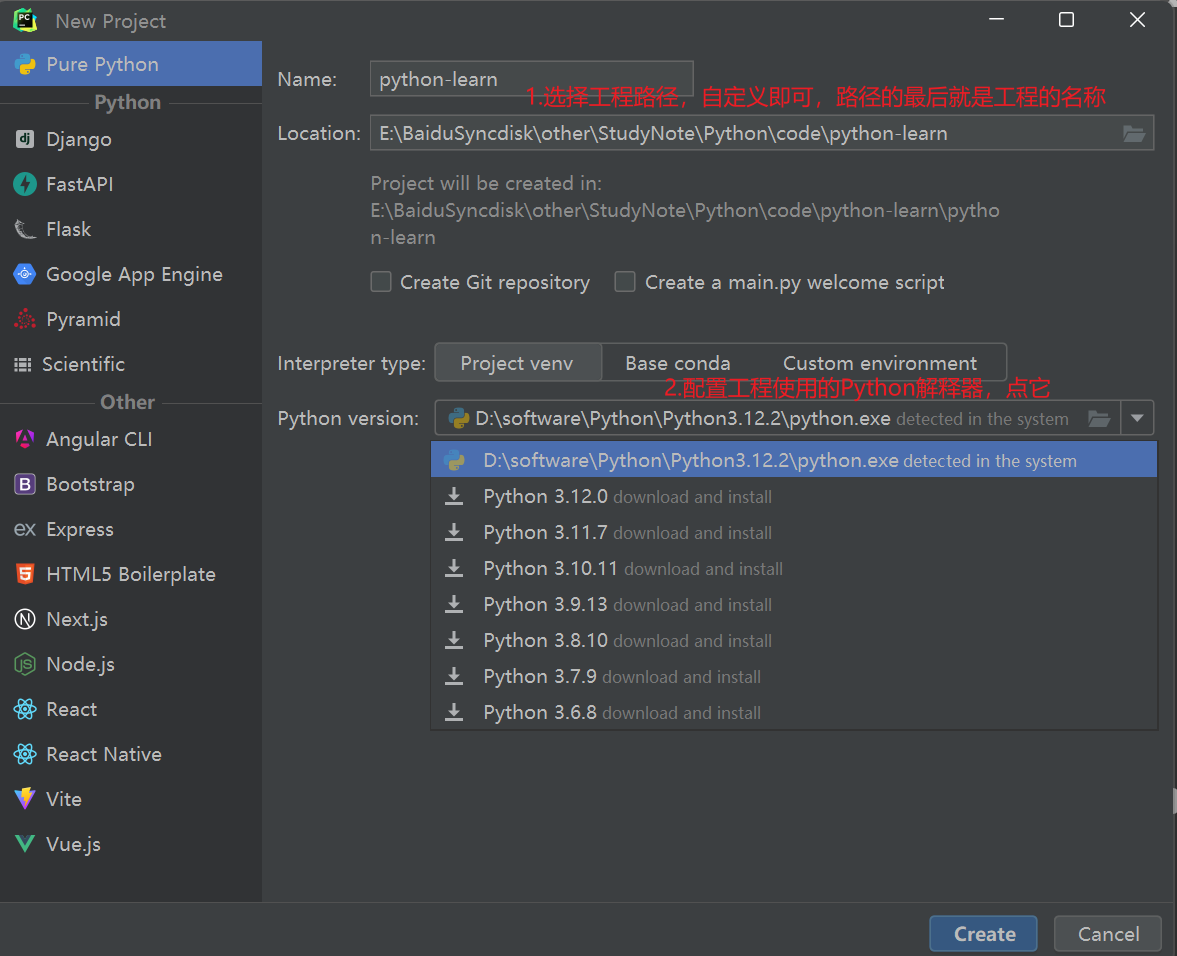 New Project
Pure Python
Python
Django
FastAPI
Flask
Google App Engine
Pyramid
Scientific
Other
Angular CLI
Bootstrap
Express
HTML5 Boilerplate
Next.js
Node.js
React
React Native
Vite
Vue.js
Name: python-learn
1.选择工程路径，自定义即可，路径的最后就是工程的名称
Location: E:\BaiduSyncdisk\other\StudyNote\Python\code\python-learn
Project will be created in:
E:\BaiduSyncdisk\other\StudyNote\Python\code\python-learn\pytho
n-learn
Create Git repository Create a main.py welcome script
Interpreter type: Project venv Base conda Custom environment
2.配置工程使用的Python解释器，点它
Python version: D:\software\Python\Python3.12.2\python.exe detected in the system
D:\software\Python\Python3.12.2\python.exe detected in the system
Python 3.12.0 download and install
Python 3.11.7 download and install
Python 3.10.11 download and install
Python 3.9.13 download and install
Python 3.8.10 download and install
Python 3.7.9 download and install
Python 3.6.8 download and install
Create Cancel